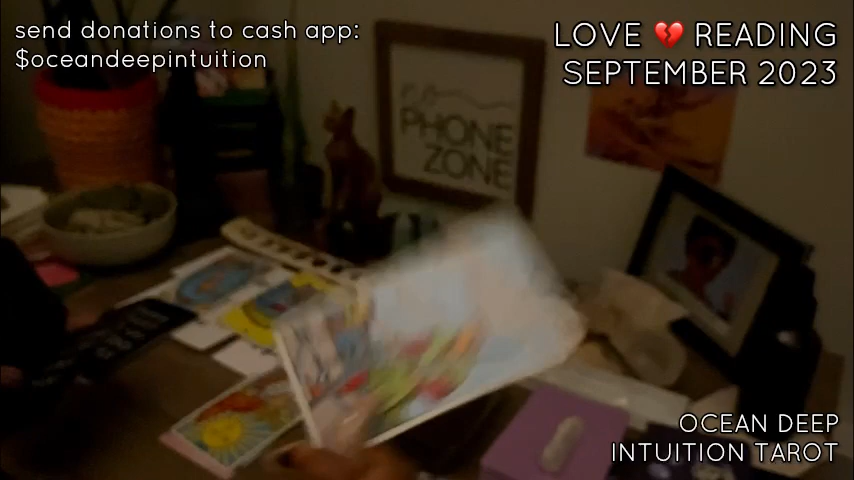 send donations to cash app:
$oceandeepintuition
LOVE 💔 READING
SEPTEMBER 2023
PHONE
ZONE
OCEAN DEEP
INTUITION TAROT